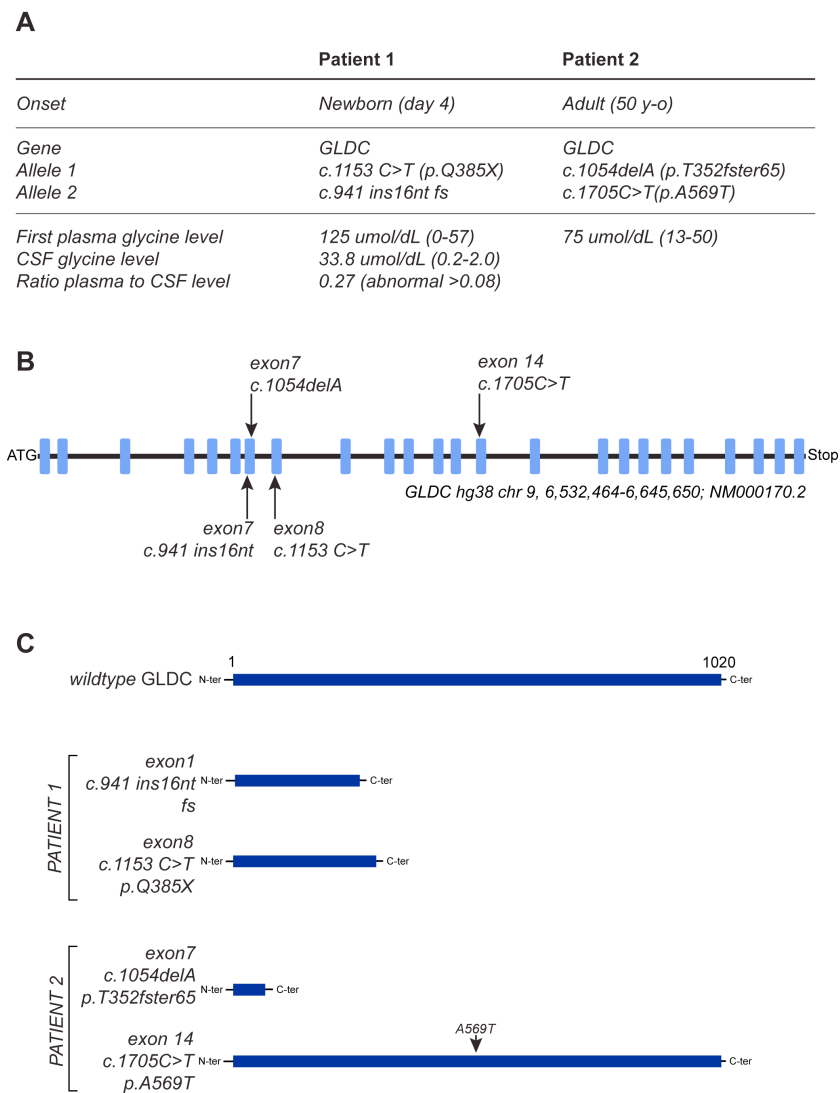 A
Patient 1 Patient 2
Onset Newborn (day 4) Adult (50 y-o)
Gene GLDC GLDC
Allele 1 c.1153 C>T (p.Q385X) c.1054delA (p.T352fster65)
Allele 2 c.941 ins16nt fs c.1705C>T(p.A569T)
First plasma glycine level 125 umol/dL (0-57) 75 umol/dL (13-50)
CSF glycine level 33.8 umol/dL (0.2-2.0)
Ratio plasma to CSF level 0.27 (abnormal >0.08)
B
exon7
c.1054delA
exon 14
c.1705C>T
ATG Stop
GLDC hg38 chr 9, 6,532,464-6,645,650; NM000170.2
exon7
c.941 ins16nt
exon8
c.1153 C>T
C
1 1020
wildtype GLDC N-ter C-ter
PATIENT 1
exon1
c.941 ins16nt N-ter C-ter
fs
exon8
c.1153 C>T N-ter C-ter
p.Q385X
PATIENT 2
exon7
c.1054delA N-ter C-ter
p.T352fster65
A569T
exon 14
c.1705C>T N-ter C-ter
p.A569T